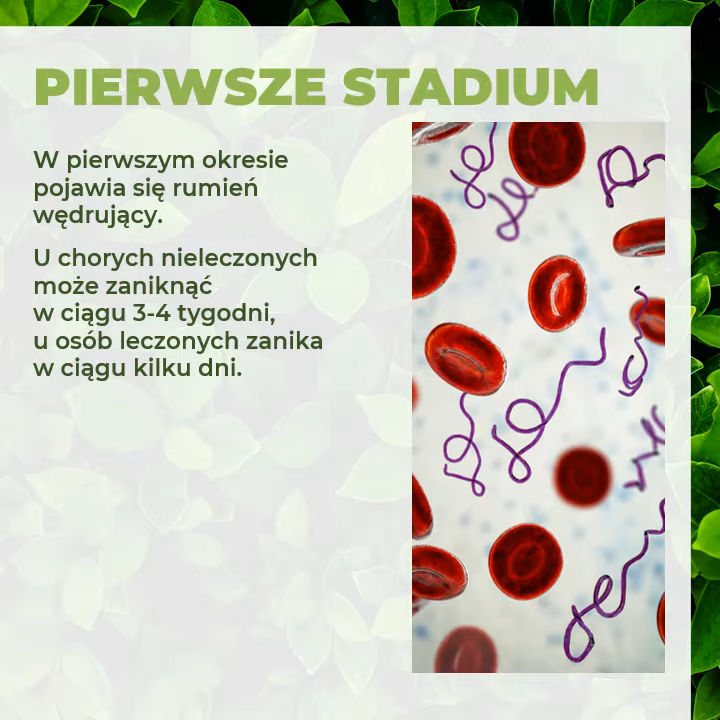 PIERWSZE STADIUM
W pierwszym okresie
pojawia się rumień
wędrujący.
U chorych nieleczonych
może zaniknąć
w ciągu 3-4 tygodni,
u osób leczonych zanika
w ciągu kilku dni.